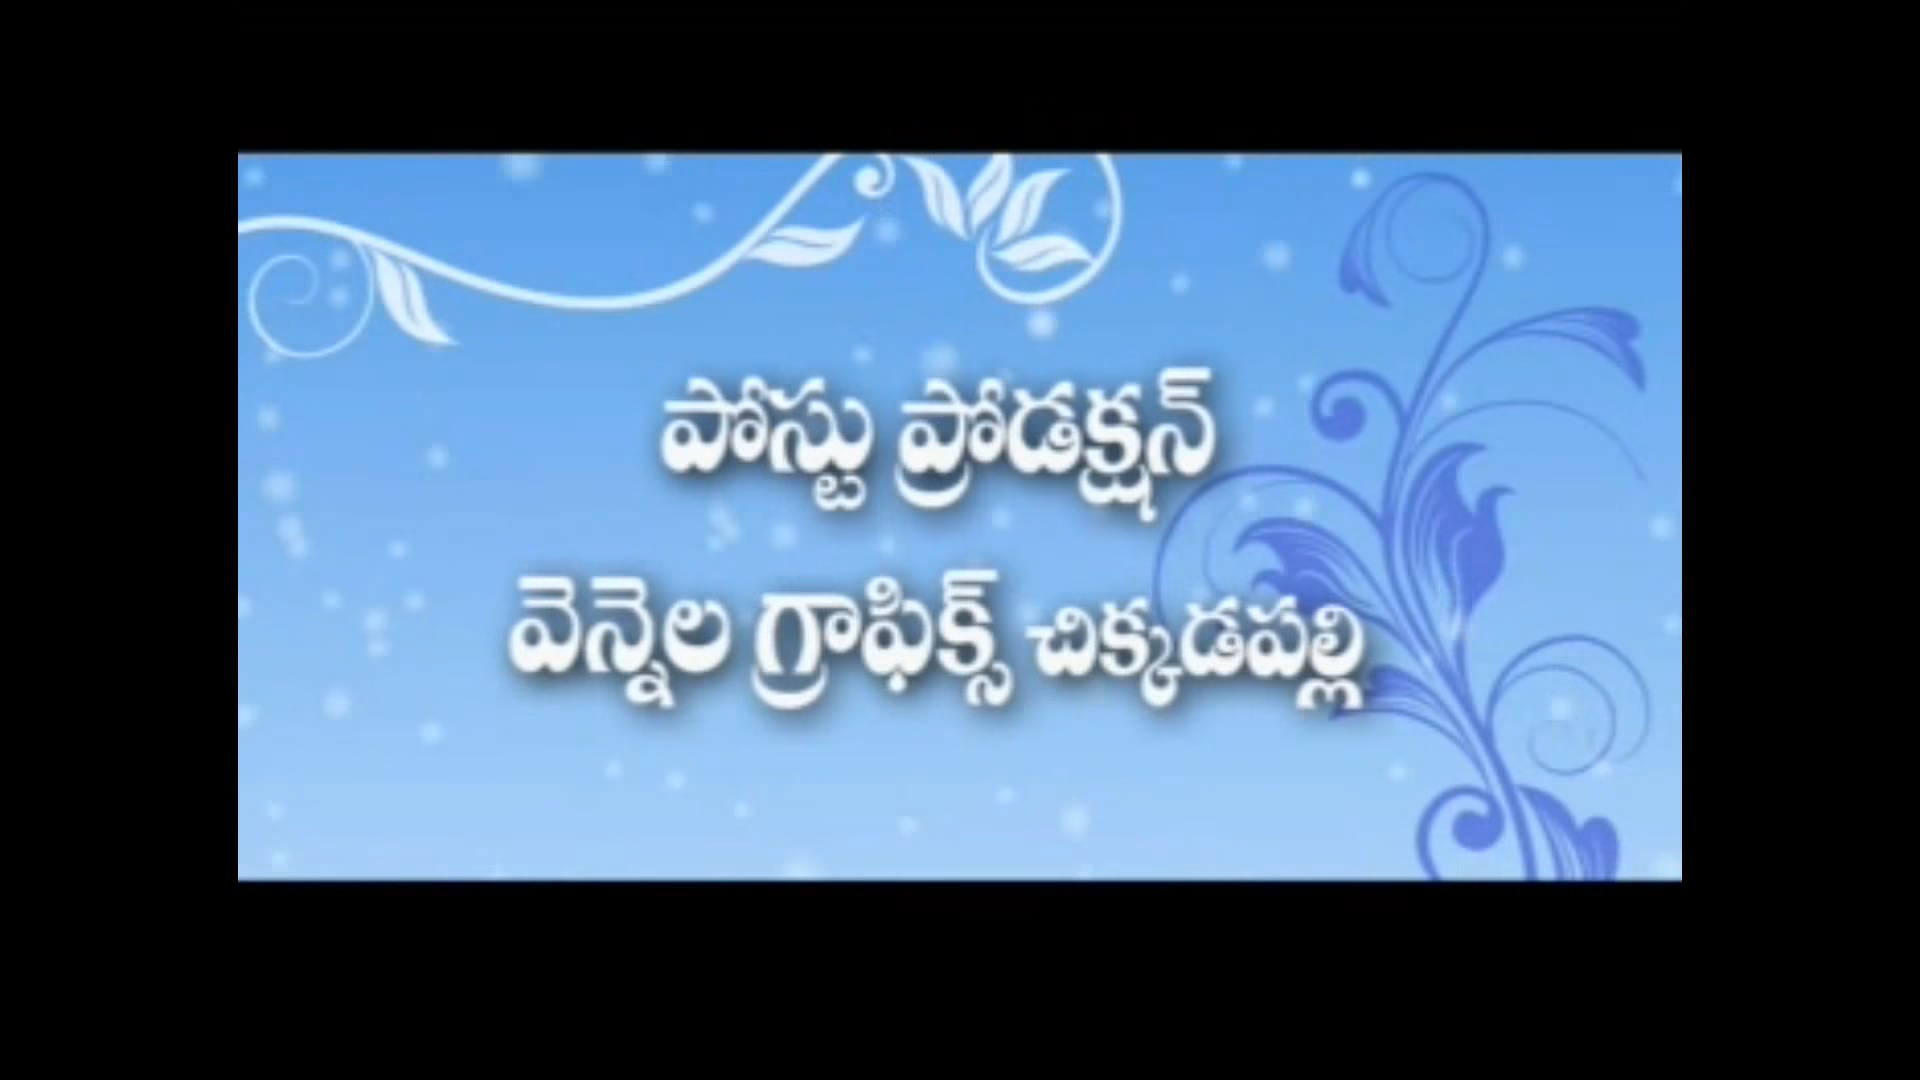 పోస్టు ప్రోడక్షన్
వెన్నెల గ్రాఫిక్స్ చిక్కడపల్లి